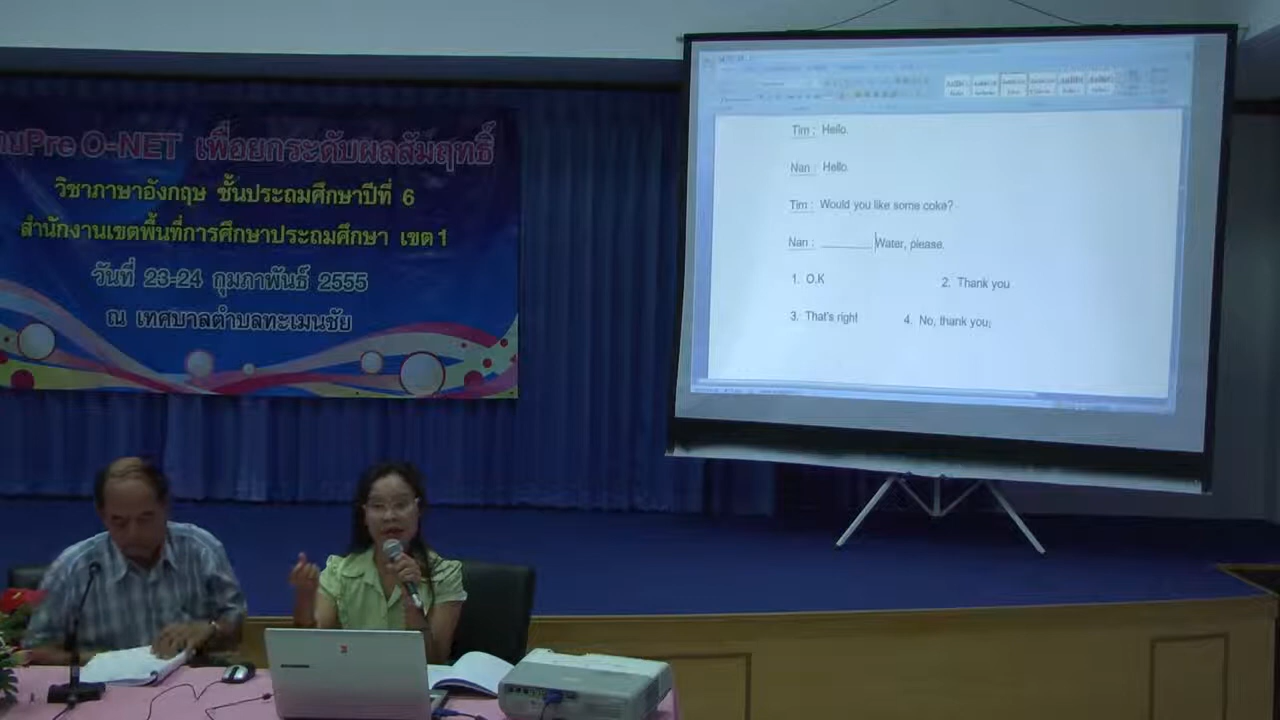 Pre O-NET เพื่อยกระดับผลสัมฤทธิ์
วิชาภาษาอังกฤษ ชั้นประถมศึกษาปีที่ 6
สำนักงานเขตพื้นที่การศึกษาประถมศึกษา เขต 1
วันที่ 23-24 กุมภาพันธ์ 2555
ณ เทศบาลตำบลทะเมนชัย
Tim : Hello.
Nan : Hello.
Tim : Would you like some coke?
Nan : ________ Water, please.
1. O.K 2. Thank you
3. That's right 4. No, thank you,